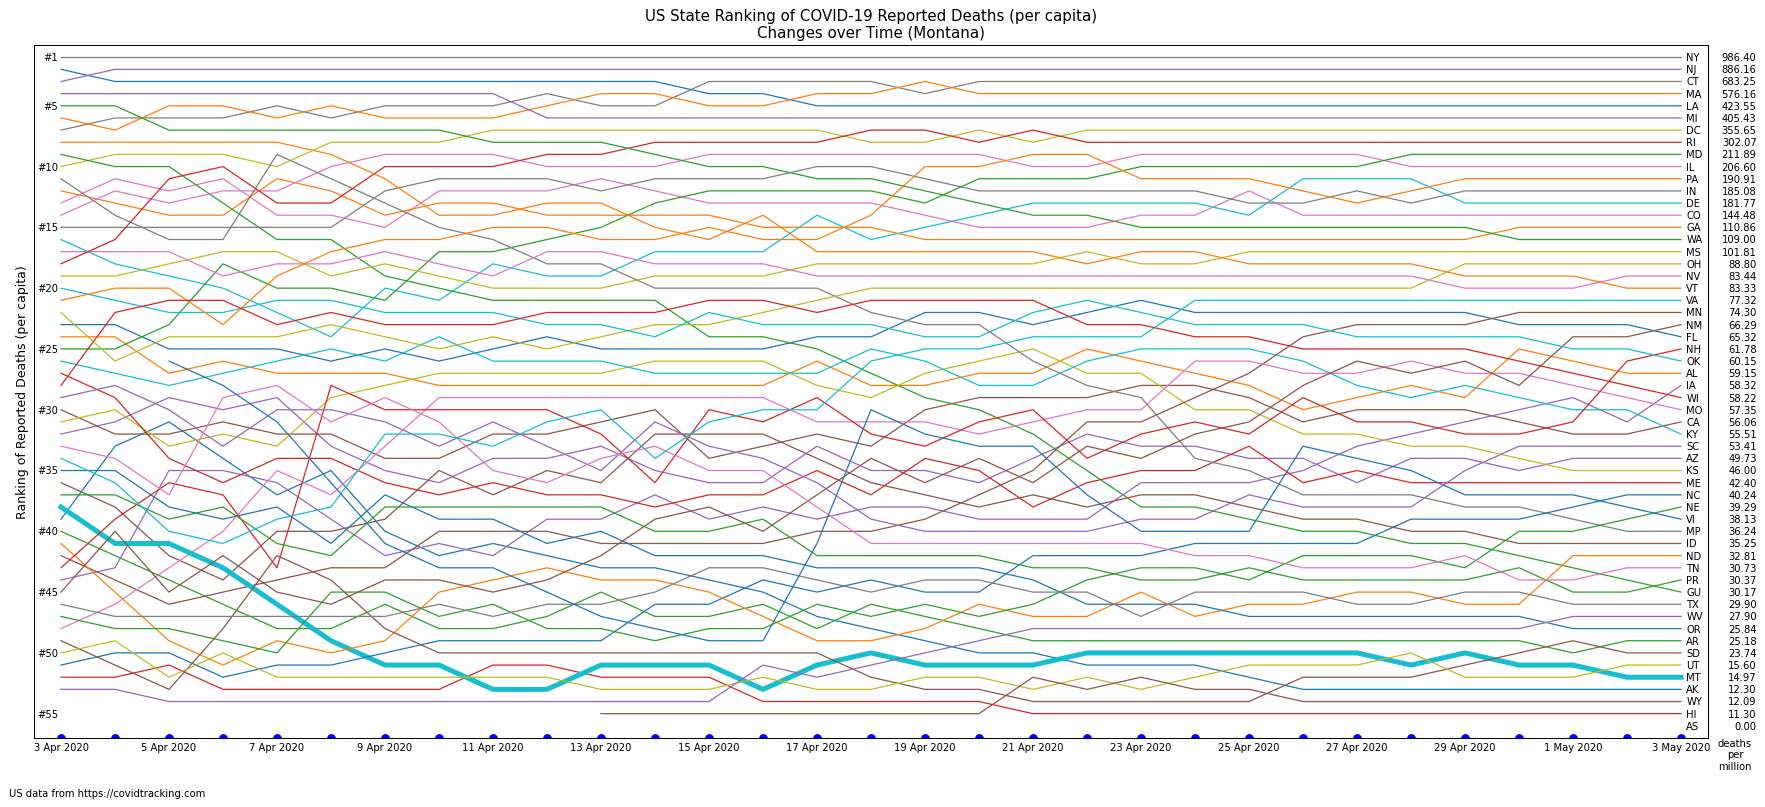 US State Ranking of COVID-19 Reported Deaths (per capita)
Changes over Time (Montana)
Ranking of Reported Deaths (per capita)
#1
#5
#10
#15
#20
#25
#30
#35
#40
#45
#50
#55
NY 986.40
NJ 886.16
CT 683.25
MA 576.16
LA 423.55
MI 405.43
DC 355.65
RI 302.07
MD 211.89
IL 206.60
PA 190.91
IN 185.08
DE 181.77
CO 144.48
GA 110.86
WA 109.00
MS 101.81
OH 88.80
NV 83.44
VT 83.33
VA 77.32
MN 74.30
NM 66.29
FL 65.32
NH 61.78
OK 60.15
AL 59.15
IA 58.32
WI 58.22
MO 57.35
CA 56.06
KY 55.51
SC 53.41
AZ 49.73
KS 46.00
ME 42.40
NC 40.24
NE 39.29
VI 38.13
MP 36.24
ID 35.25
ND 32.81
TN 30.73
PR 30.37
GU 30.17
TX 29.90
WV 27.90
OR 25.84
AR 25.18
SD 23.74
UT 15.60
MT 14.97
AK 12.30
WY 12.09
HI 11.30
AS 0.00
3 Apr 2020 5 Apr 2020 7 Apr 2020 9 Apr 2020 11 Apr 2020 13 Apr 2020 15 Apr 2020 17 Apr 2020 19 Apr 2020 21 Apr 2020 23 Apr 2020 25 Apr 2020 27 Apr 2020 29 Apr 2020 1 May 2020 3 May 2020
deaths
per
million
US data from https://covidtracking.com